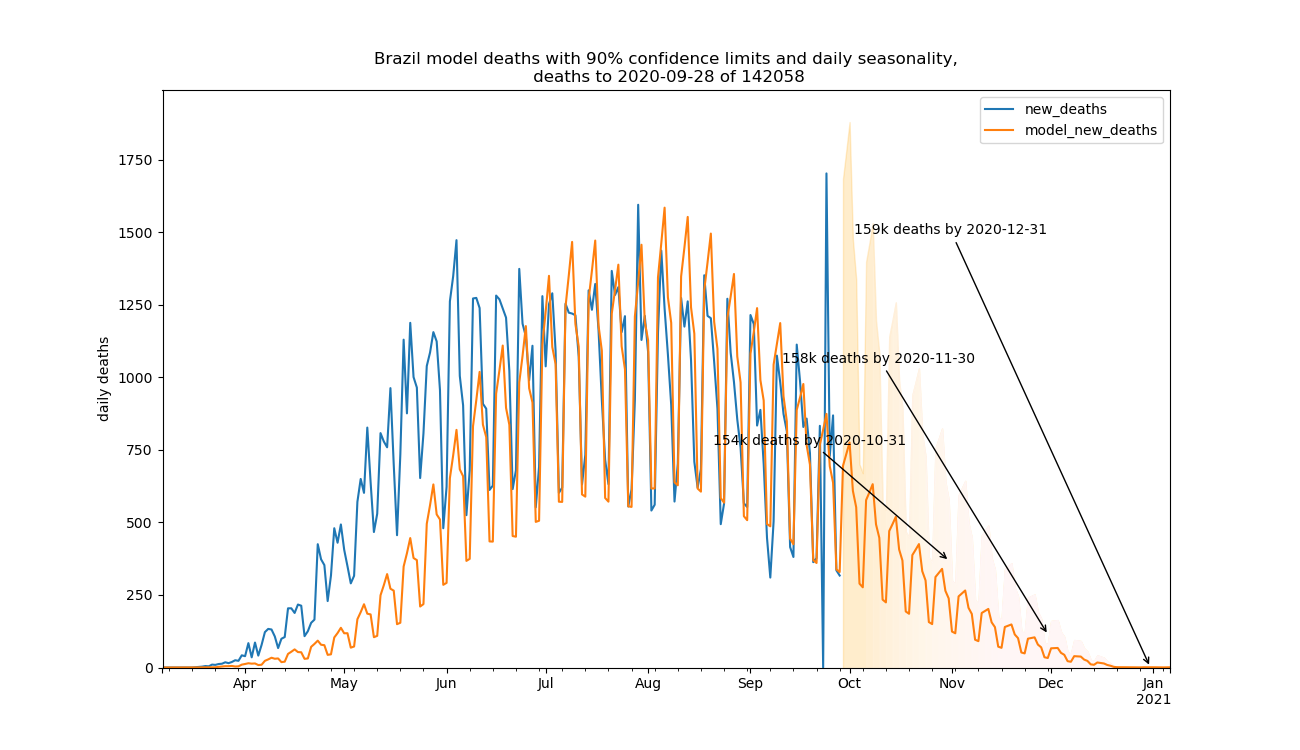 Brazil model deaths with 90% confidence limits and daily seasonality,
deaths to 2020-09-28 of 142058
new_deaths
model_new_deaths
daily deaths
1750
1500
1250
1000
750
500
250
0
159k deaths by 2020-12-31
158k deaths by 2020-11-30
154k deaths by 2020-10-31
Apr May Jun Jul Aug Sep Oct Nov Dec Jan
2021